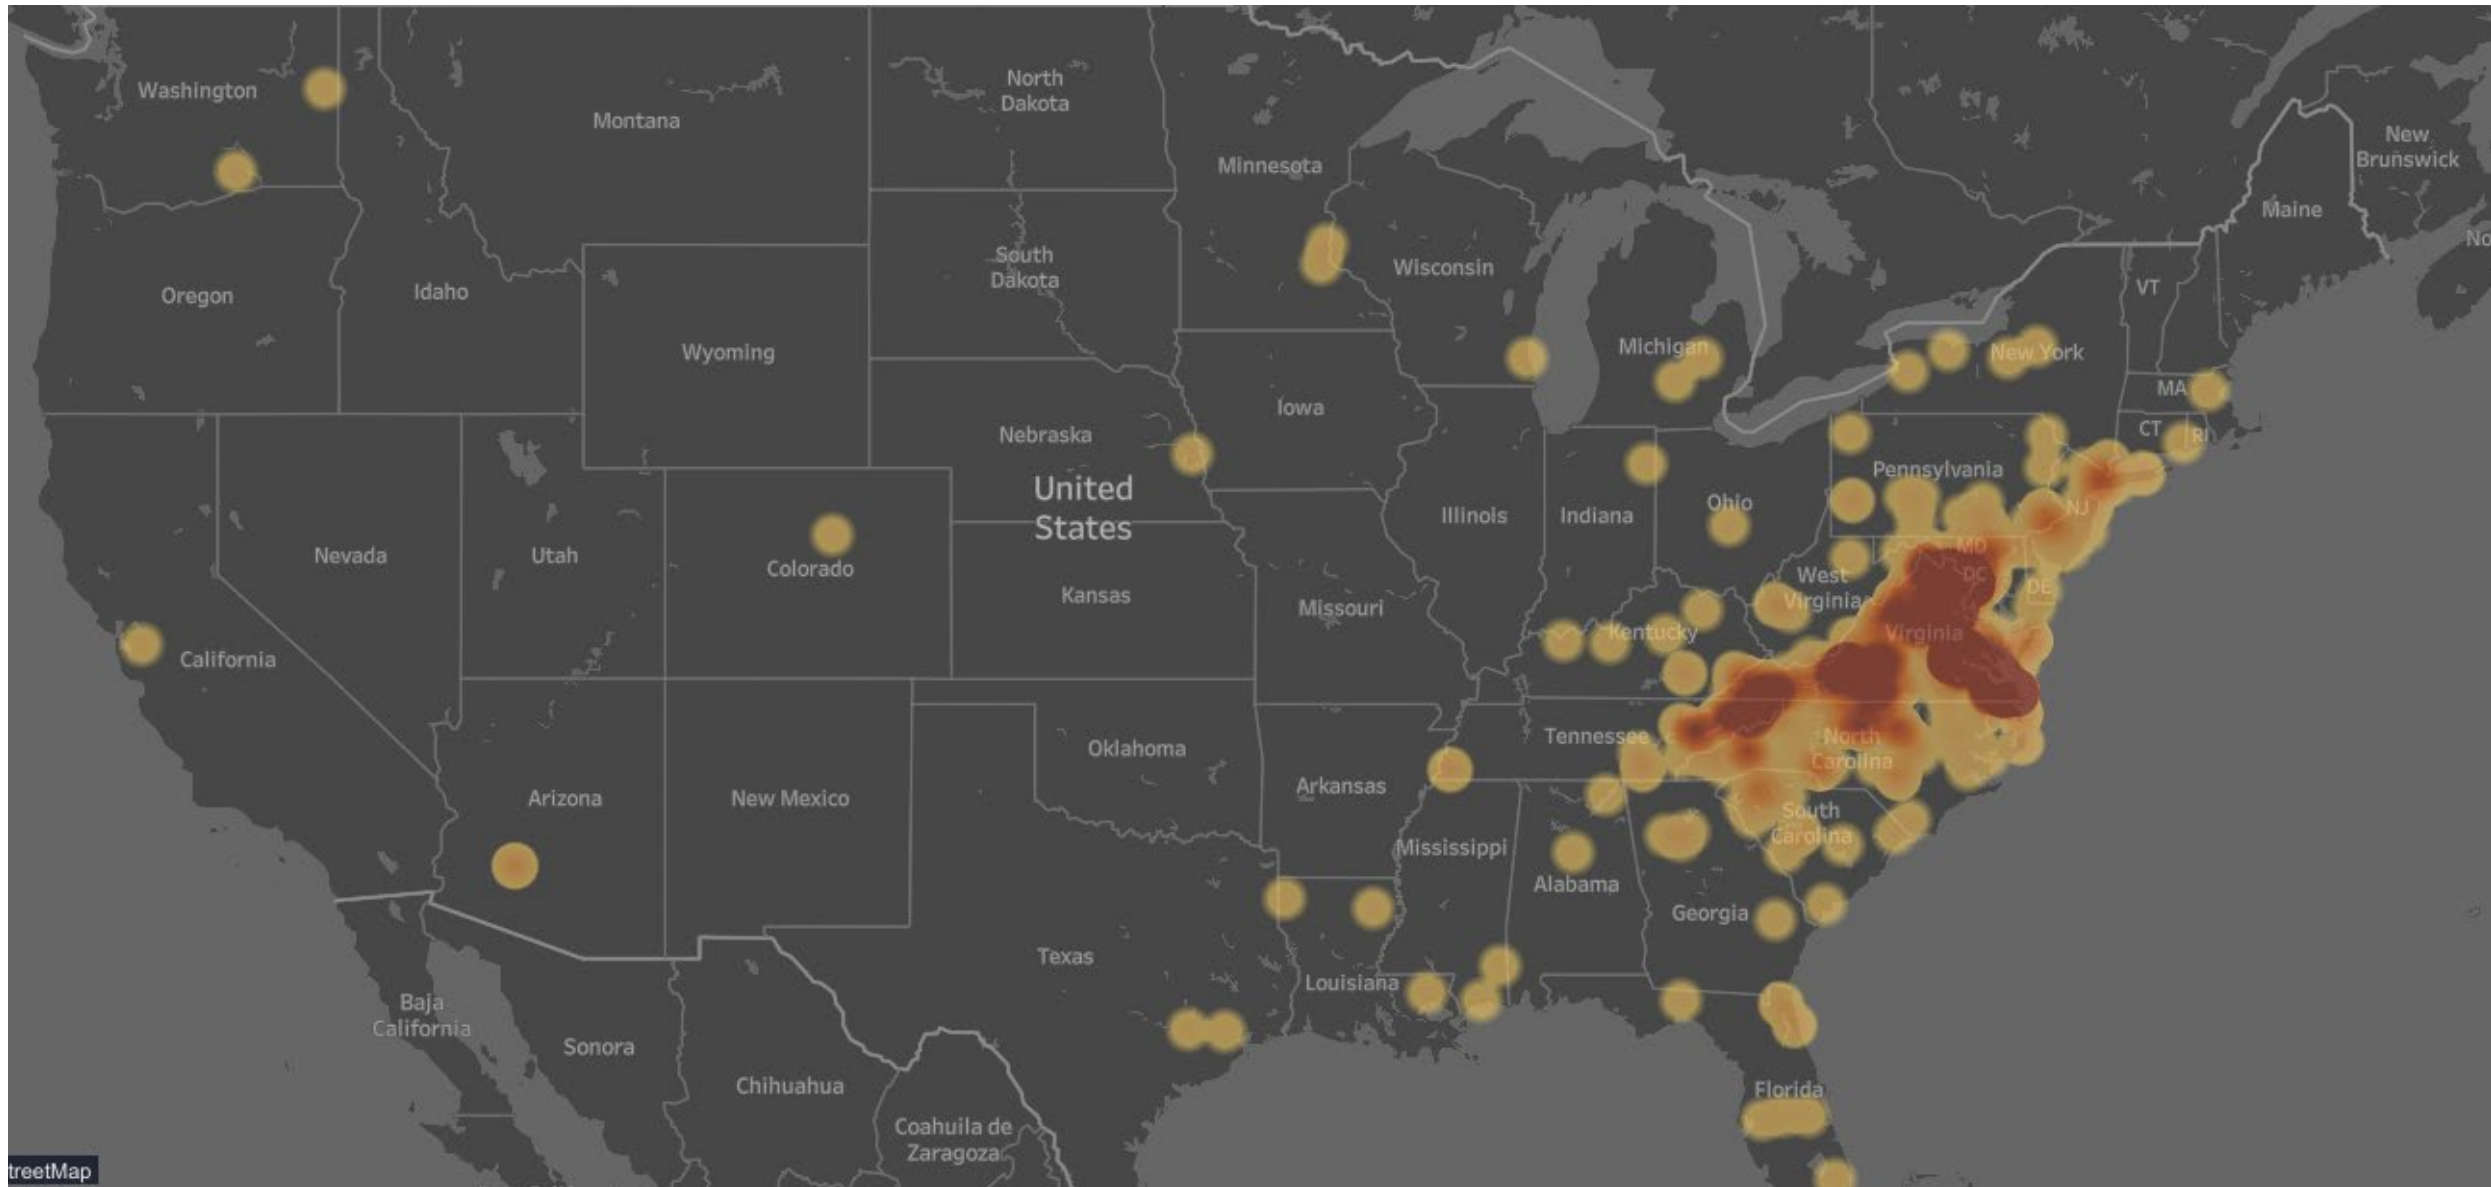 Washington
Montana
North
Dakota
Minnesota
New
Brunswick
Maine
Oregon
Idaho
South
Dakota
Wisconsin
VT
Wyoming
Michigan
New York
MA
Iowa
Nebraska
CT
RI
Pennsylvania
United
States
Nevada
Utah
Colorado
Kansas
Missouri
Illinois
Indiana
Ohio
NJ
MD
DC
DE
West
Virginia
Virginia
Kentucky
California
Arizona
New Mexico
Oklahoma
Arkansas
Tennessee
North
Carolina
South
Carolina
Mississippi
Alabama
Georgia
Texas
Louisiana
Florida
Baja
California
Sonora
Chihuahua
Coahuila de
Zaragoza
No
treetMap